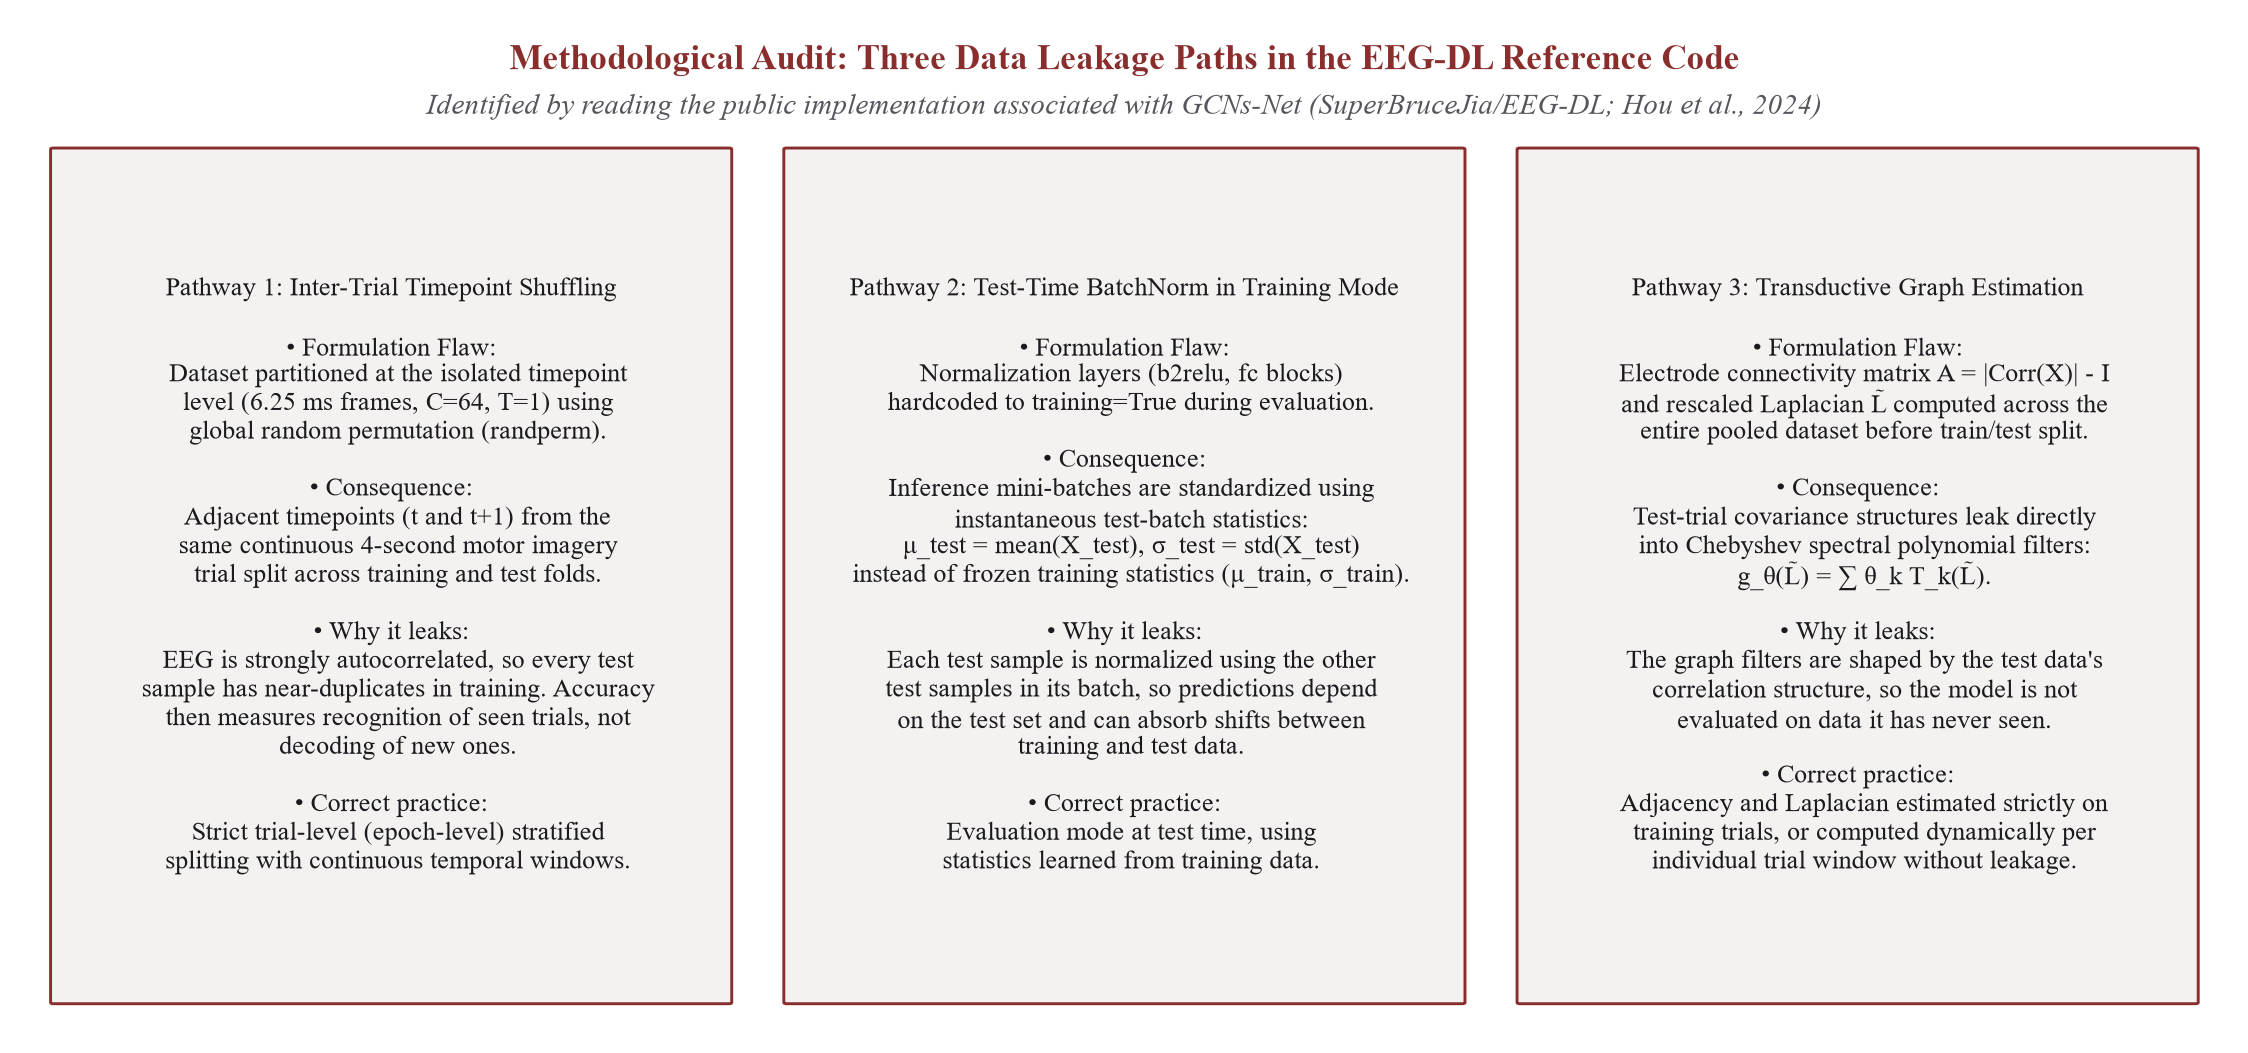 Methodological Audit: Three Data Leakage Paths in the EEG-DL Reference Code
Identified by reading the public implementation associated with GCNs-Net (SuperBruceJia/EEG-DL; Hou et al., 2024)
Pathway 1: Inter-Trial Timepoint Shuffling
• Formulation Flaw:
Dataset partitioned at the isolated timepoint
level (6.25 ms frames, C=64, T=1) using
global random permutation (randperm).
• Consequence:
Adjacent timepoints (t and t+1) from the
same continuous 4-second motor imagery
trial split across training and test folds.
• Why it leaks:
EEG is strongly autocorrelated, so every test
sample has near-duplicates in training. Accuracy
then measures recognition of seen trials, not
decoding of new ones.
• Correct practice:
Strict trial-level (epoch-level) stratified
splitting with continuous temporal windows.
Pathway 2: Test-Time BatchNorm in Training Mode
• Formulation Flaw:
Normalization layers (b2relu, fc blocks)
hardcoded to training=True during evaluation.
• Consequence:
Inference mini-batches are standardized using
instantaneous test-batch statistics:
μ_test = mean(X_test), σ_test = std(X_test)
instead of frozen training statistics (μ_train, σ_train).
• Why it leaks:
Each test sample is normalized using the other
test samples in its batch, so predictions depend
on the test set and can absorb shifts between
training and test data.
• Correct practice:
Evaluation mode at test time, using
statistics learned from training data.
Pathway 3: Transductive Graph Estimation
• Formulation Flaw:
Electrode connectivity matrix A = |Corr(X)| - I
and rescaled Laplacian L̃ computed across the
entire pooled dataset before train/test split.
• Consequence:
Test-trial covariance structures leak directly
into Chebyshev spectral polynomial filters:
g_θ(L̃) = ∑ θ_k T_k(L̃).
• Why it leaks:
The graph filters are shaped by the test data's
correlation structure, so the model is not
evaluated on data it has never seen.
• Correct practice:
Adjacency and Laplacian estimated strictly on
training trials, or computed dynamically per
individual trial window without leakage.